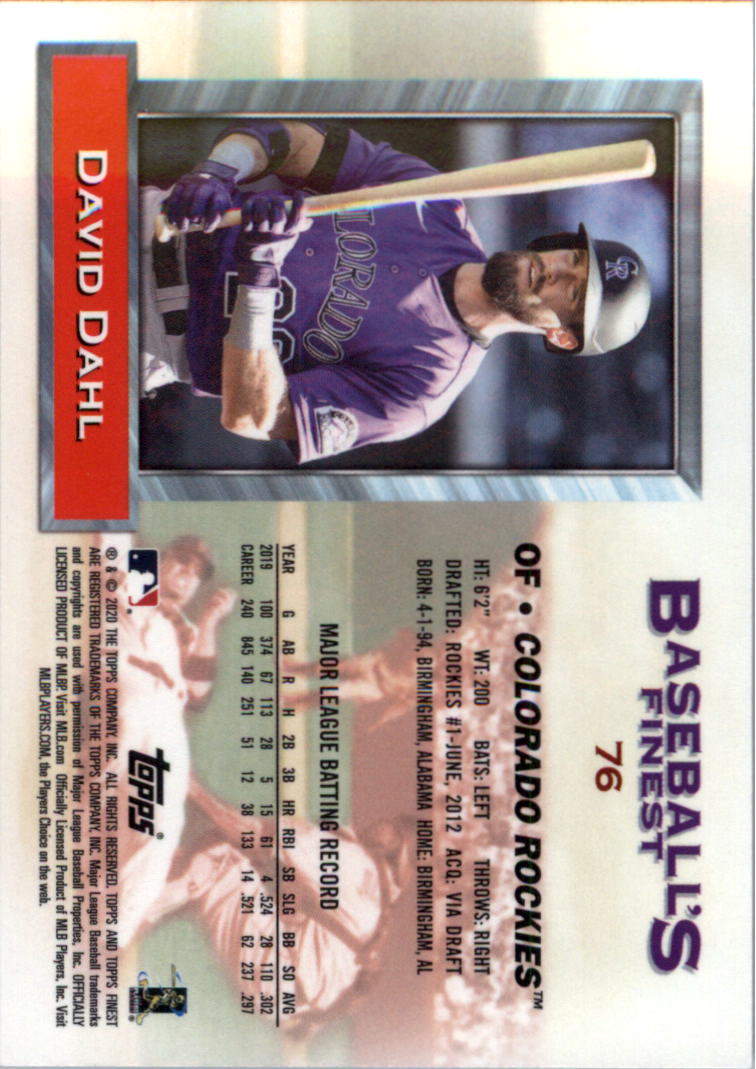 BASEBALL'S
FINEST
76
OF • COLORADO ROCKIES™
HT: 6'2" WT: 200 BATS: LEFT THROWS: RIGHT
DRAFTED: ROCKIES #1-JUNE, 2012 ACQ: VIA DRAFT
BORN: 4-1-94, BIRMINGHAM, ALABAMA HOME: BIRMINGHAM, AL
MAJOR LEAGUE BATTING RECORD
YEAR G AB R H 2B 3B HR RBI SB SLG BB SO AVG
2019 100 374 67 113 28 5 15 61 4 .524 28 110 .302
CAREER 240 845 140 251 51 12 38 133 14 .521 62 237 .297
topps®
® & © 2020 THE TOPPS COMPANY, INC. ALL RIGHTS RESERVED. TOPPS AND TOPPS FINEST
ARE REGISTERED TRADEMARKS OF THE TOPPS COMPANY, INC. Major League Baseball trademarks
and copyrights are used with permission of Major League Baseball Properties, Inc. OFFICIALLY
LICENSED PRODUCT OF MLBP. Visit MLB.com Officially Licensed Product of MLB Players, Inc. Visit
MLBPLAYERS.COM, the Players Choice on the web.
CR
LORADO
DAVID DAHL